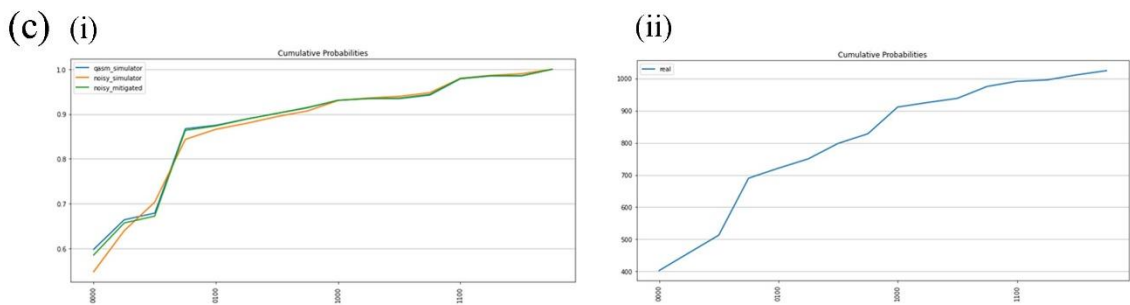 (c) (i)
Cumulative Probabilities
qasm_simulator
noisy_simulator
noisy_mitigated
1.0
0.9
0.8
0.7
0.6
0000
0100
1000
1100
(ii)
Cumulative Probabilities
real
1000
900
800
700
600
500
400
0000
0100
1000
1100